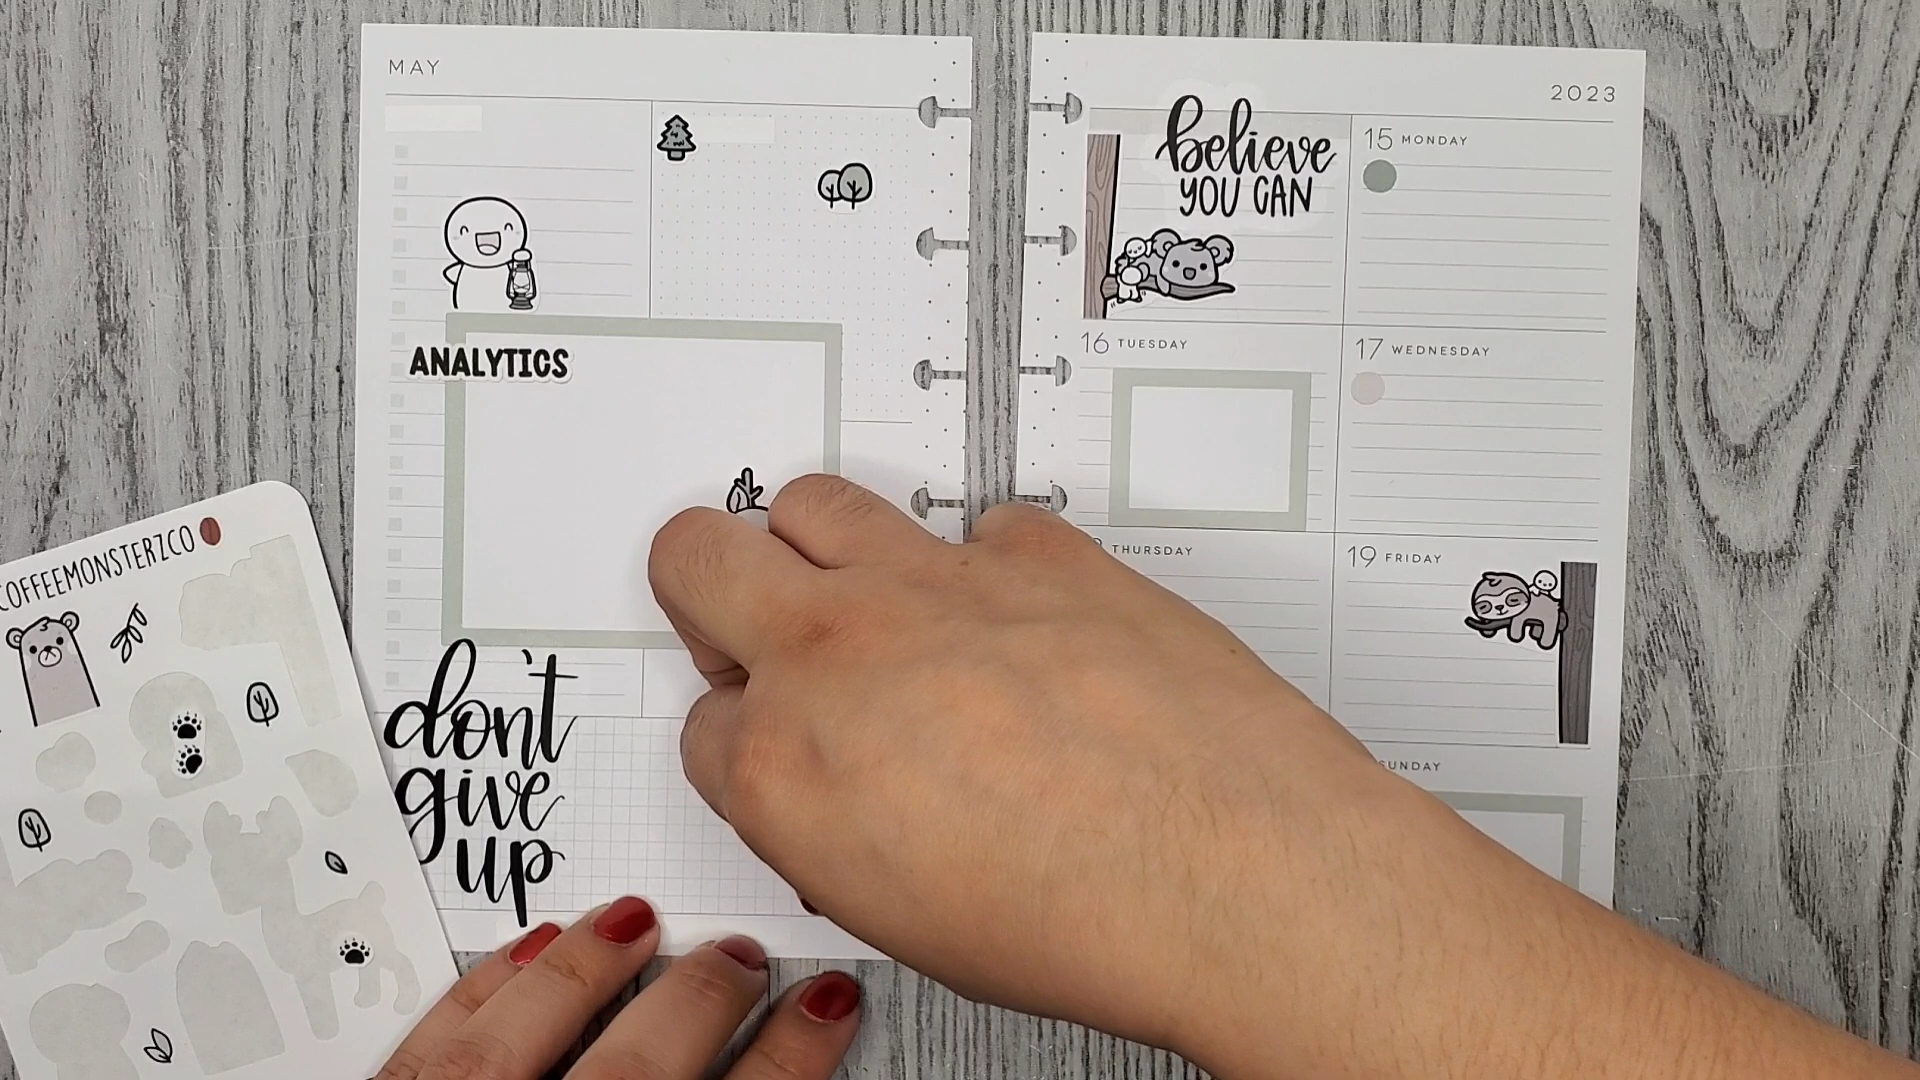 MAY
2023
believe
YOU CAN
15 MONDAY
16 TUESDAY
17 WEDNESDAY
ANALYTICS
THURSDAY
19 FRIDAY
COFFEEMONSTERZCO
don't
give
up
SUNDAY